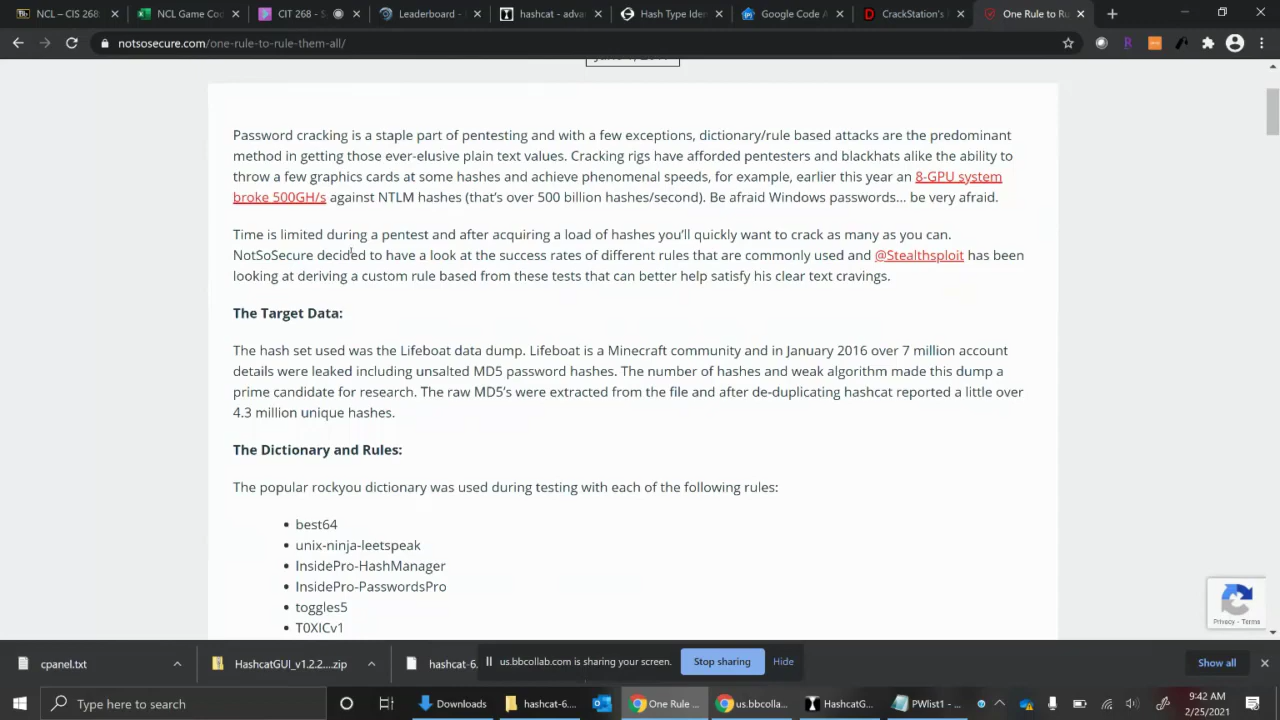 NCL – CIS 268
NCL Game Coo
CIT 268 - S
Leaderboard -
hashcat - adva
Hash Type Ide
Google Code A
CrackStation's
One Rule to Ru
notsosecure.com/one-rule-to-rule-them-all/
Password cracking is a staple part of pentesting and with a few exceptions, dictionary/rule based attacks are the predominant
method in getting those ever-elusive plain text values. Cracking rigs have afforded pentesters and blackhats alike the ability to
throw a few graphics cards at some hashes and achieve phenomenal speeds, for example, earlier this year an 8-GPU system
broke 500GH/s against NTLM hashes (that's over 500 billion hashes/second). Be afraid Windows passwords… be very afraid.
Time is limited during a pentest and after acquiring a load of hashes you'll quickly want to crack as many as you can.
NotSoSecure decided to have a look at the success rates of different rules that are commonly used and @Stealthsploit has been
looking at deriving a custom rule based from these tests that can better help satisfy his clear text cravings.
The Target Data:
The hash set used was the Lifeboat data dump. Lifeboat is a Minecraft community and in January 2016 over 7 million account
details were leaked including unsalted MD5 password hashes. The number of hashes and weak algorithm made this dump a
prime candidate for research. The raw MD5's were extracted from the file and after de-duplicating hashcat reported a little over
4.3 million unique hashes.
The Dictionary and Rules:
The popular rockyou dictionary was used during testing with each of the following rules:
• best64
• unix-ninja-leetspeak
• InsidePro-HashManager
• InsidePro-PasswordsPro
• toggles5
• T0XICv1
Privacy - Terms
cpanel.txt
HashcatGUI_v1.2.2....zip
hashcat-6.
us.bbcollab.com is sharing your screen.
Stop sharing
Hide
Show all
Type here to search
Downloads
hashcat-6...
One Rule ...
us.bbcolla...
HashcatG...
PWlist1 - ...
9:42 AM
2/25/2021